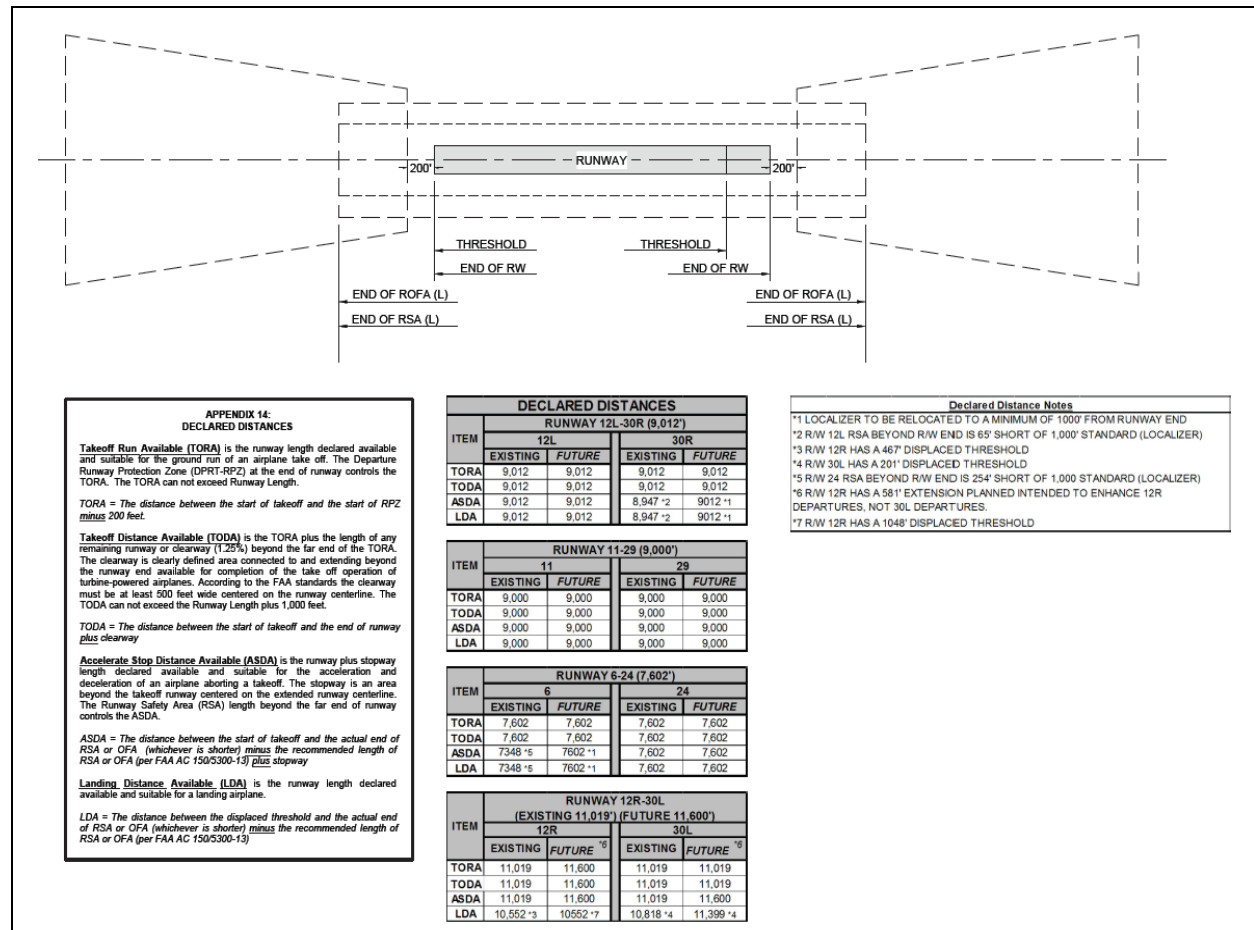 RUNWAY
200'
200'
THRESHOLD
THRESHOLD
END OF RW
END OF RW
END OF ROFA (L)
END OF ROFA (L)
END OF RSA (L)
END OF RSA (L)
APPENDIX 14:
DECLARED DISTANCES
Takeoff Run Available (TORA) is the runway length declared available
and suitable for the ground run of an airplane take off. The Departure
Runway Protection Zone (DPRT-RPZ) at the end of runway controls the
TORA. The TORA can not exceed Runway Length.
TORA = The distance between the start of takeoff and the start of RPZ
minus 200 feet.
Takeoff Distance Available (TODA) is the TORA plus the length of any
remaining runway or clearway (1.25%) beyond the far end of the TORA.
The clearway is clearly defined area connected to and extending beyond
the runway end available for completion of the take off operation of
turbine-powered airplanes. According to the FAA standards the clearway
must be at least 500 feet wide centered on the runway centerline. The
TODA can not exceed the Runway Length plus 1,000 feet.
TODA = The distance between the start of takeoff and the end of runway
plus clearway
Accelerate Stop Distance Available (ASDA) is the runway plus stopway
length declared available and suitable for the acceleration and
deceleration of an airplane aborting a takeoff. The stopway is an area
beyond the takeoff runway centered on the extended runway centerline.
The Runway Safety Area (RSA) length beyond the far end of runway
controls the ASDA.
ASDA = The distance between the start of takeoff and the actual end of
RSA or OFA (whichever is shorter) minus the recommended length of
RSA or OFA (per FAA AC 150/5300-13) plus stopway
Landing Distance Available (LDA) is the runway length declared
available and suitable for a landing airplane.
LDA = The distance between the displaced threshold and the actual end
of RSA or OFA (whichever is shorter) minus the recommended length of
RSA or OFA (per FAA AC 150/5300-13)
DECLARED DISTANCES
ITEM RUNWAY 12L-30R (9,012')
12L 30R
EXISTING FUTURE EXISTING FUTURE
TORA 9,012 9,012 9,012 9,012
TODA 9,012 9,012 9,012 9,012
ASDA 9,012 9,012 8,947 *2 9012 *1
LDA 9,012 9,012 8,947 *2 9012 *1
ITEM RUNWAY 11-29 (9,000')
11 29
EXISTING FUTURE EXISTING FUTURE
TORA 9,000 9,000 9,000 9,000
TODA 9,000 9,000 9,000 9,000
ASDA 9,000 9,000 9,000 9,000
LDA 9,000 9,000 9,000 9,000
ITEM RUNWAY 6-24 (7,602')
6 24
EXISTING FUTURE EXISTING FUTURE
TORA 7,602 7,602 7,602 7,602
TODA 7,602 7,602 7,602 7,602
ASDA 7348 *5 7602 *1 7,602 7,602
LDA 7348 *5 7602 *1 7,602 7,602
ITEM RUNWAY 12R-30L
(EXISTING 11,019') (FUTURE 11,600')
12R 30L
EXISTING FUTURE *6 EXISTING FUTURE *6
TORA 11,019 11,600 11,019 11,019
TODA 11,019 11,600 11,019 11,019
ASDA 11,019 11,600 11,019 11,600
LDA 10,552 *3 10552 *7 10,818 *4 11,399 *4
Declared Distance Notes
*1 LOCALIZER TO BE RELOCATED TO A MINIMUM OF 1000' FROM RUNWAY END
*2 R/W 12L RSA BEYOND R/W END IS 65' SHORT OF 1,000' STANDARD (LOCALIZER)
*3 R/W 12R HAS A 467' DISPLACED THRESHOLD
*4 R/W 30L HAS A 201' DISPLACED THRESHOLD
*5 R/W 24 RSA BEYOND R/W END IS 254' SHORT OF 1,000 STANDARD (LOCALIZER)
*6 R/W 12R HAS A 581' EXTENSION PLANNED INTENDED TO ENHANCE 12R
DEPARTURES, NOT 30L DEPARTURES.
*7 R/W 12R HAS A 1048' DISPLACED THRESHOLD